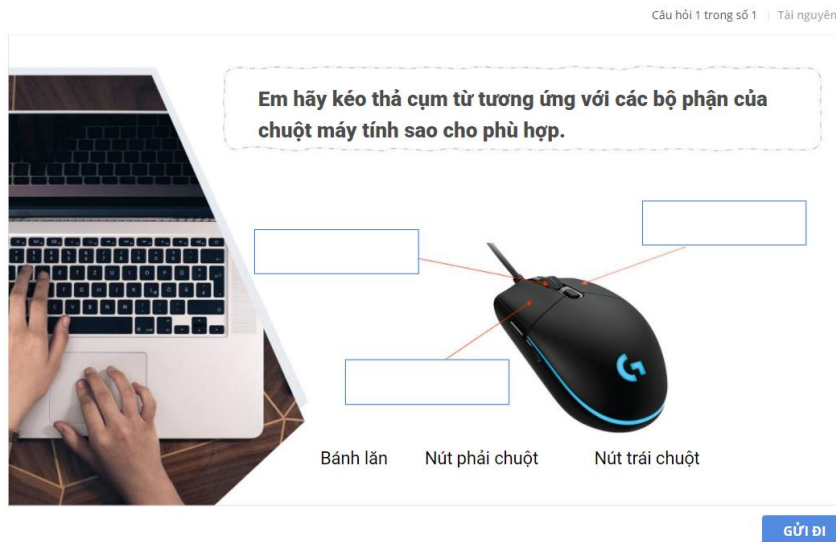 Câu hỏi 1 trong số 1 | Tài nguyên
Em hãy kéo thả cụm từ tương ứng với các bộ phận của
chuột máy tính sao cho phù hợp.
Bánh lăn Nút phải chuột Nút trái chuột
GỬI ĐI